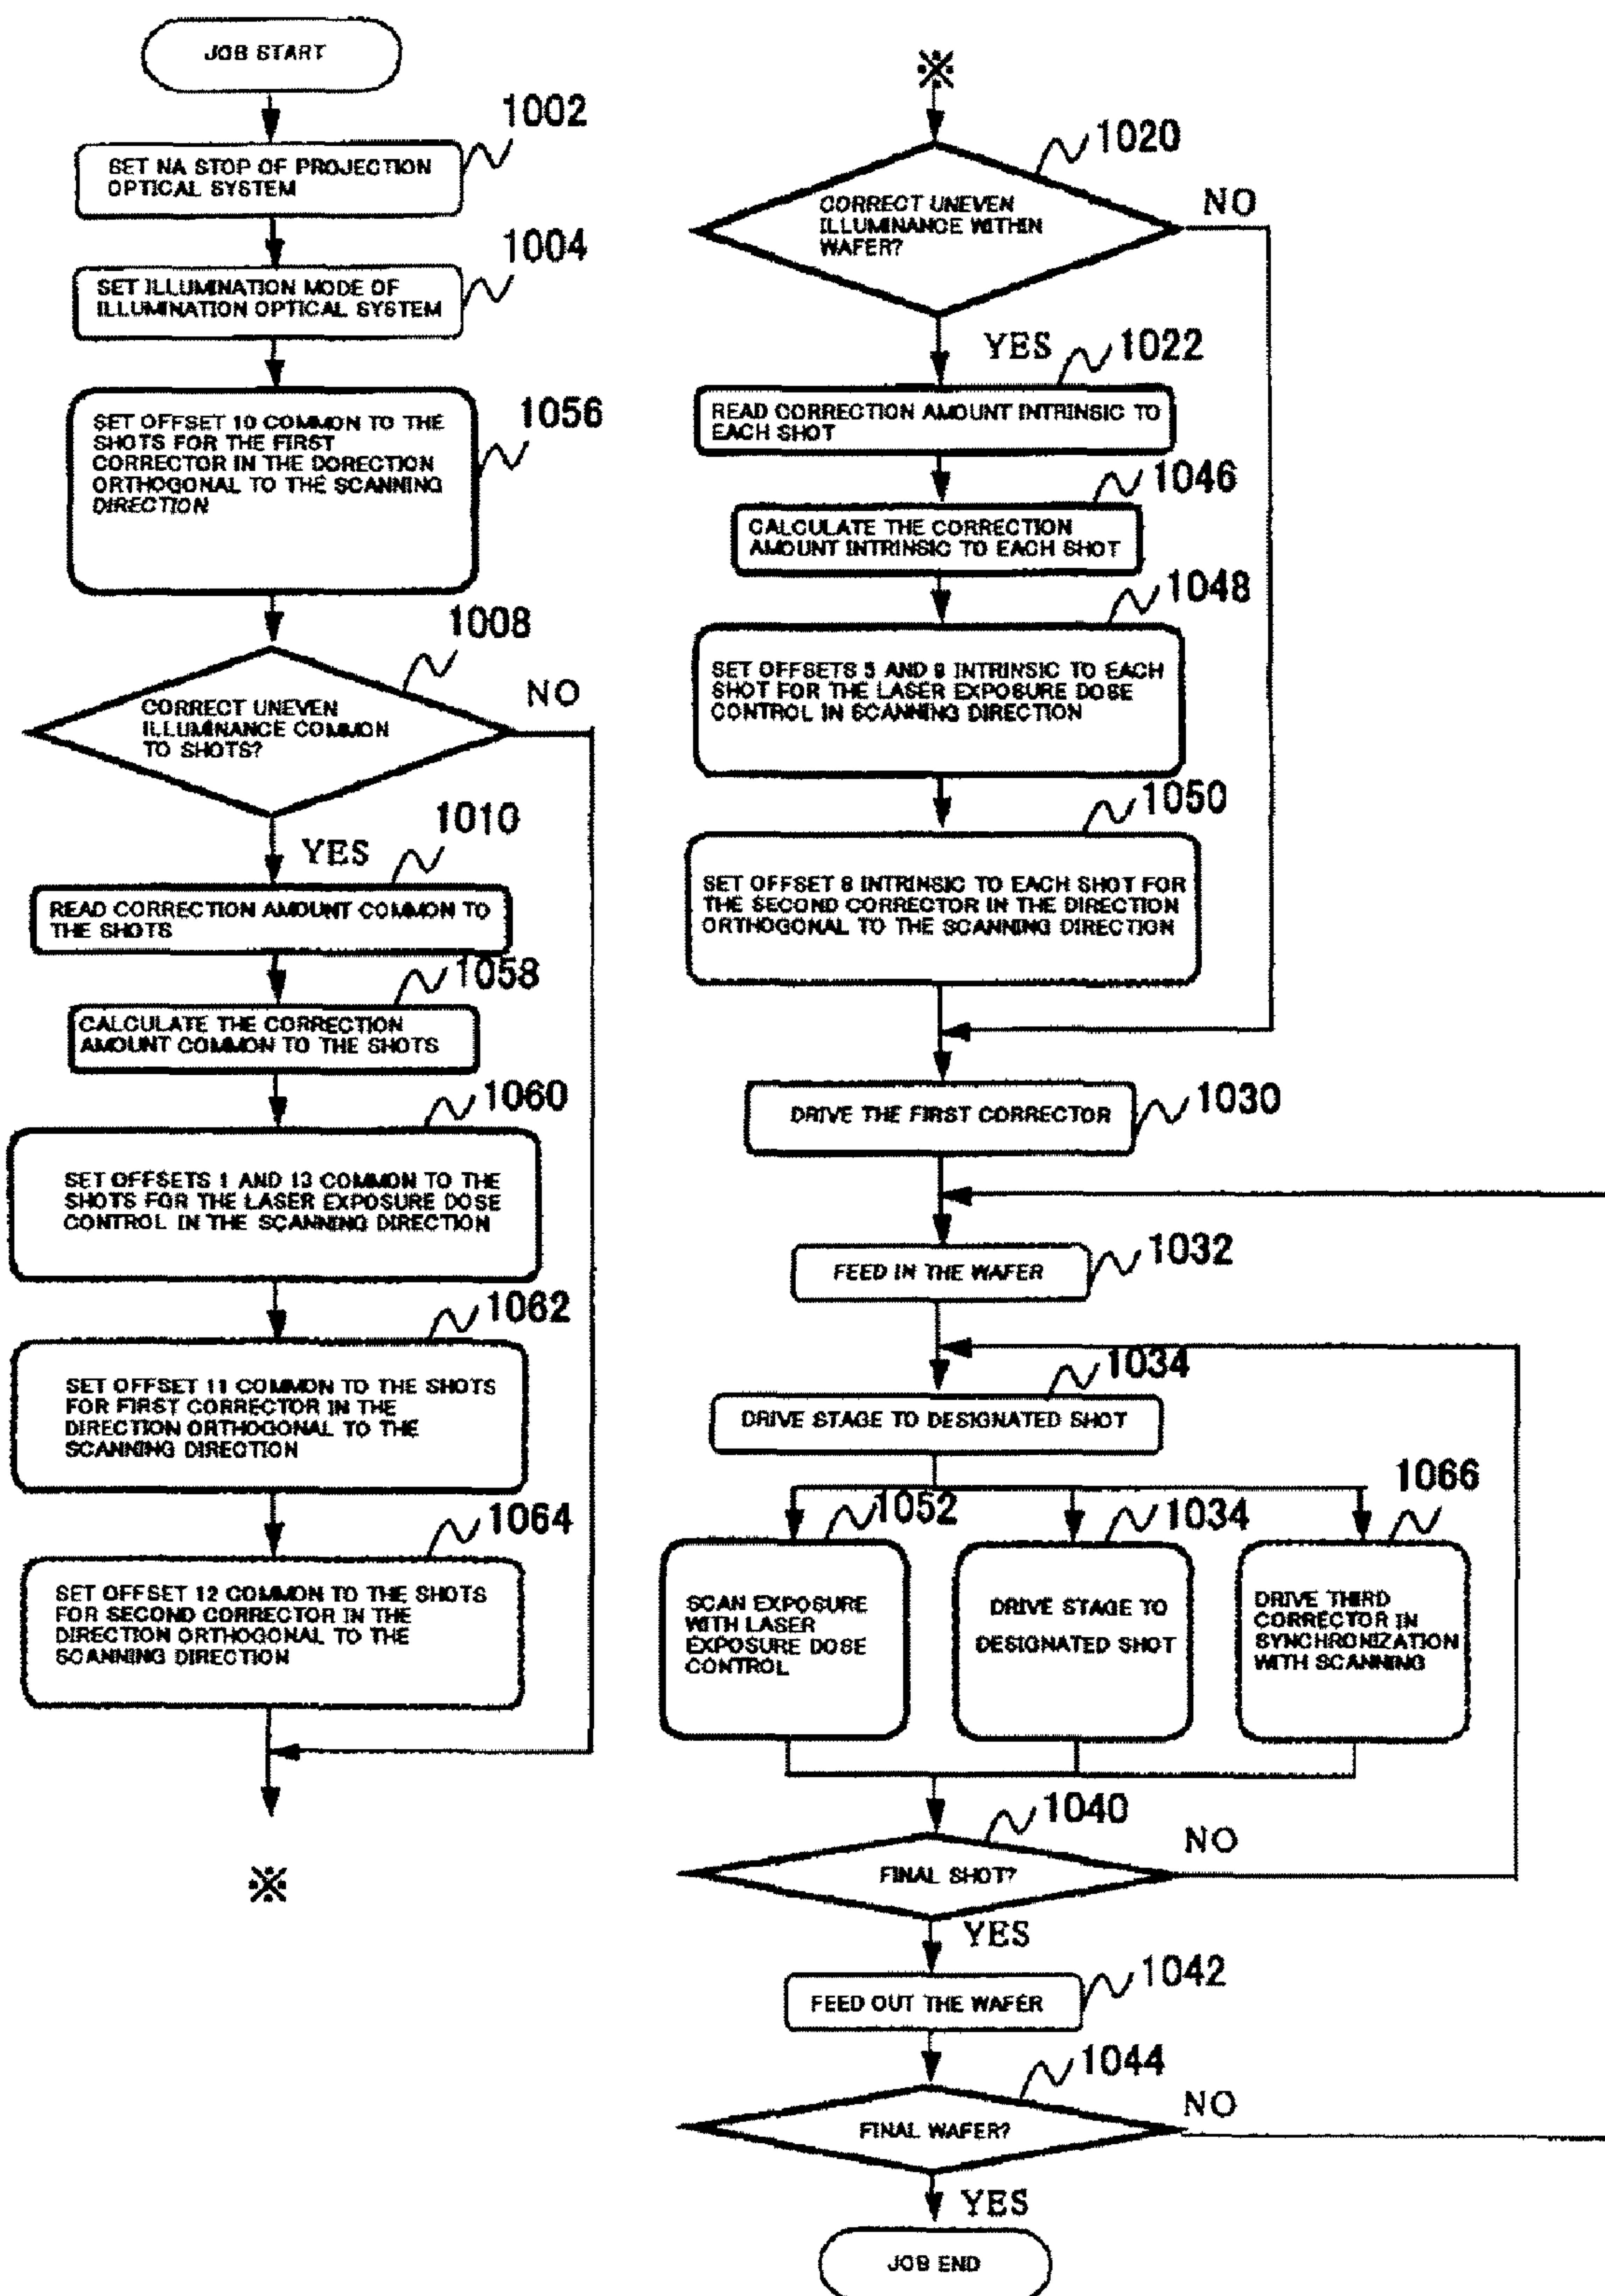 JOB START
1002
SET NA STOP OF PROJECTION
OPTICAL SYSTEM
1004
SET ILLUMINATION MODE OF
ILLUMINATION OPTICAL SYSTEM
1056
SET OFFSET 10 COMMON TO THE
SHOTS FOR THE FIRST
CORRECTOR IN THE DORECTION
ORTHOGONAL TO THE SCANNING
DIRECTION
1008
CORRECT UNEVEN
ILLUMINANCE COMMON
TO SHOTS?
NO
YES
1010
READ CORRECTION AMOUNT COMMON TO
THE SHOTS
1058
CALCULATE THE CORRECTION
AMOUNT COMMON TO THE SHOTS
1060
SET OFFSETS 1 AND 13 COMMON TO THE
SHOTS FOR THE LASER EXPOSURE DOSE
CONTROL IN THE SCANNING DIRECTION
1062
SET OFFSET 11 COMMON TO THE SHOTS
FOR FIRST CORRECTOR IN THE
DIRECTION ORTHOGONAL TO THE
SCANNING DIRECTION
1064
SET OFFSET 12 COMMON TO THE SHOTS
FOR SECOND CORRECTOR IN THE
DIRECTION ORTHOGONAL TO THE
SCANNING DIRECTION
※
※
1020
CORRECT UNEVEN
ILLUMINANCE WITHIN
WAFER?
NO
YES
1022
READ CORRECTION AMOUNT INTRINSIC TO
EACH SHOT
1046
CALCULATE THE CORRECTION
AMOUNT INTRINSIC TO EACH SHOT
1048
SET OFFSETS 5 AND 9 INTRINSIC TO EACH
SHOT FOR THE LASER EXPOSURE DOSE
CONTROL IN SCANNING DIRECTION
1050
SET OFFSET 8 INTRINSIC TO EACH SHOT FOR
THE SECOND CORRECTOR IN THE DIRECTION
ORTHOGONAL TO THE SCANNING DIRECTION
DRIVE THE FIRST CORRECTOR
1030
FEED IN THE WAFER
1032
1034
DRIVE STAGE TO DESIGNATED SHOT
1052
SCAN EXPOSURE
WITH LASER
EXPOSURE DOSE
CONTROL
1034
DRIVE STAGE TO
DESIGNATED SHOT
1066
DRIVE THIRD
CORRECTOR IN
SYNCHRONIZATION
WITH SCANNING
1040
FINAL SHOT?
NO
YES
1042
FEED OUT THE WAFER
1044
FINAL WAFER?
NO
YES
JOB END